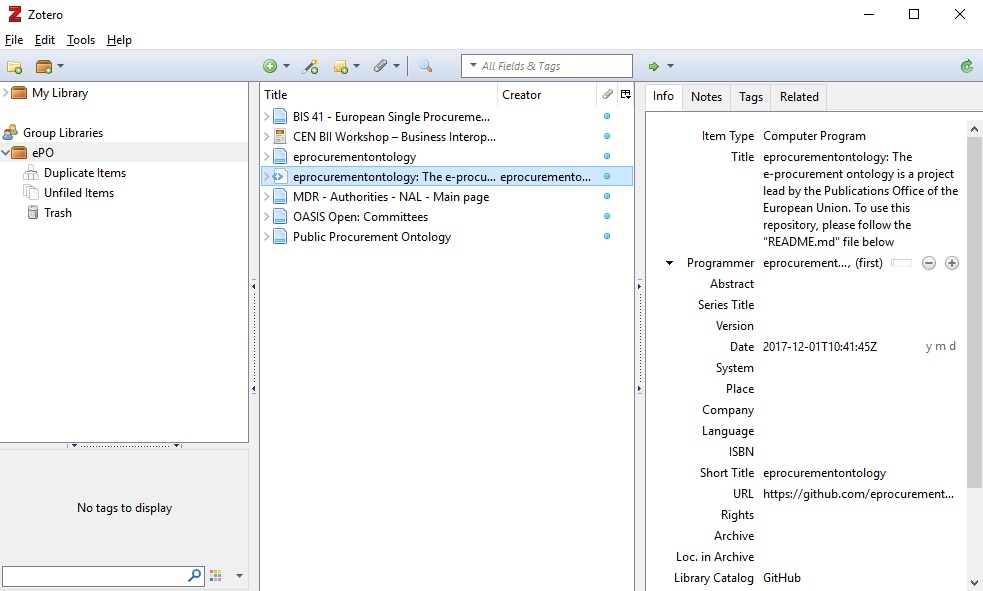 Zotero
File Edit Tools Help
All Fields & Tags
My Library
Group Libraries
ePO
Duplicate Items
Unfiled Items
Trash
No tags to display
Title Creator
BIS 41 - European Single Procureme...
CEN BII Workshop – Business Interop...
eprocurementontology
eprocurementontology: The e-procu... eprocuremento...
MDR - Authorities - NAL - Main page
OASIS Open: Committees
Public Procurement Ontology
Info Notes Tags Related
Item Type Computer Program
Title eprocurementontology: The
e-procurement ontology is a project
lead by the Publications Office of the
European Union. To use this
repository, please follow the
"README.md" file below
Programmer eprocurement..., (first)
Abstract
Series Title
Version
Date 2017-12-01T10:41:45Z y m d
System
Place
Company
Language
ISBN
Short Title eprocurementontology
URL https://github.com/eprocurement...
Rights
Archive
Loc. in Archive
Library Catalog GitHub